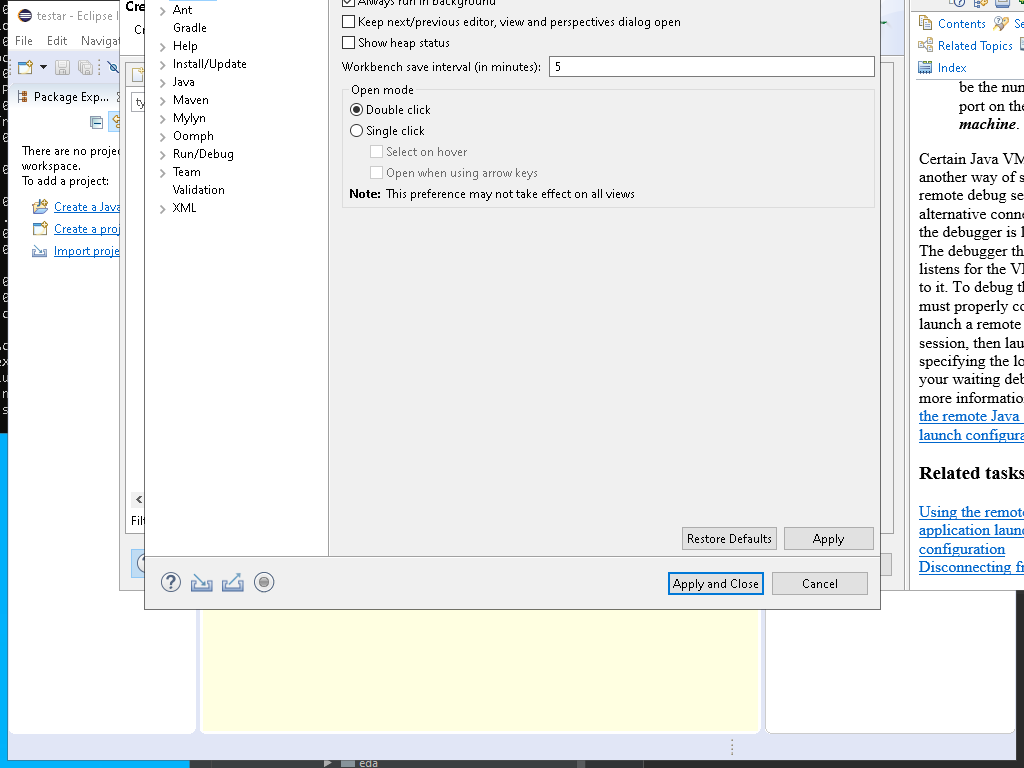 testar - Eclipse I
File Edit Navigat
Package Exp...
There are no projec
workspace.
To add a project:
Create a Java
Create a proj
Import proje
Cre
Cr
ty
Filt
Ant
Gradle
Help
Install/Update
Java
Maven
Mylyn
Oomph
Run/Debug
Team
Validation
XML
Always run in background
Keep next/previous editor, view and perspectives dialog open
Show heap status
Workbench save interval (in minutes): 5
Open mode
Double click
Single click
Select on hover
Open when using arrow keys
Note: This preference may not take effect on all views
Restore Defaults Apply
Apply and Close Cancel
Contents Se
Related Topics
Index
be the num
port on the
machine.
Certain Java VM
another way of s
remote debug se
alternative conne
the debugger is l
The debugger th
listens for the VM
to it. To debug th
must properly co
launch a remote
session, then lau
specifying the lo
your waiting deb
more information
the remote Java
launch configura
Related tasks
Using the remote
application laun
configuration
Disconnecting fr
eda